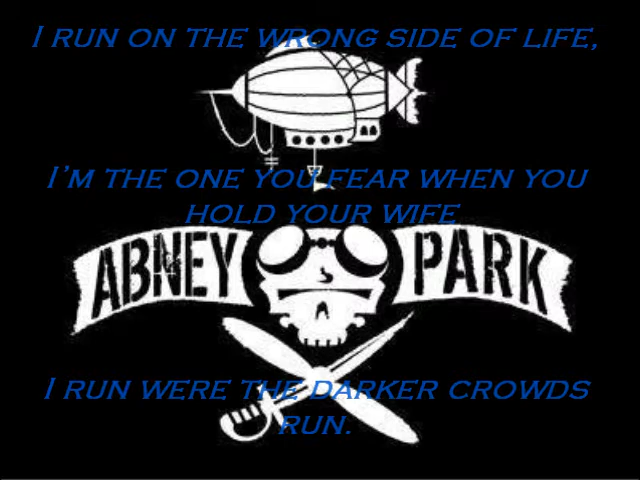 I run on the wrong side of life,
I'm the one you fear when you
hold your wife
ABNEY PARK
I run were the darker crowds
run.